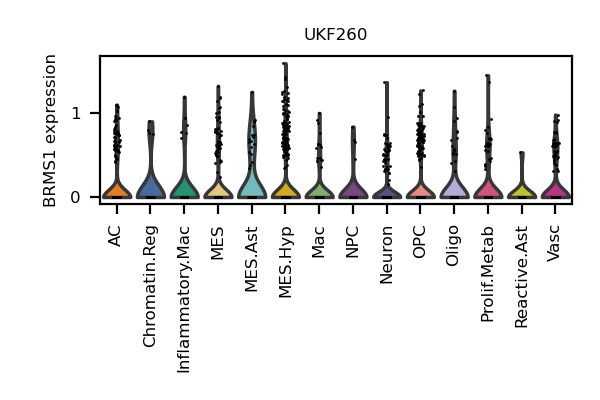 UKF260
BRMS1 expression
1
0
AC
Chromatin.Reg
Inflammatory.Mac
MES
MES.Ast
MES.Hyp
Mac
NPC
Neuron
OPC
Oligo
Prolif.Metab
Reactive.Ast
Vasc